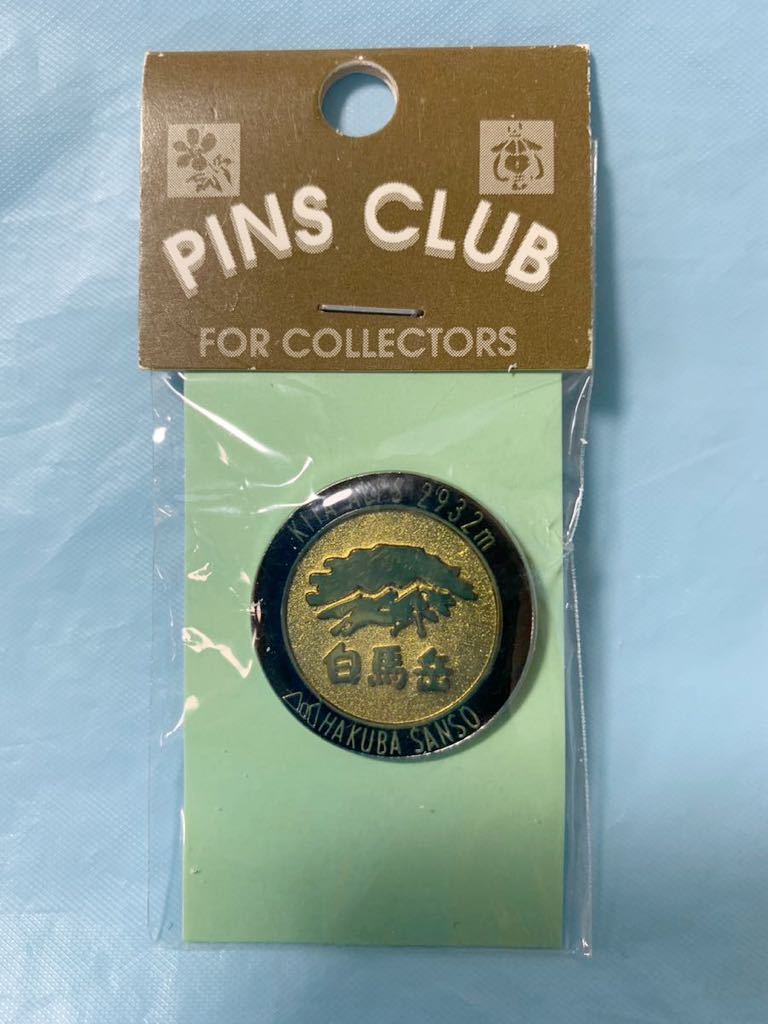 PINS CLUB
FOR COLLECTORS
KITA ALPS 2932m
白馬岳
HAKUBA SANSO